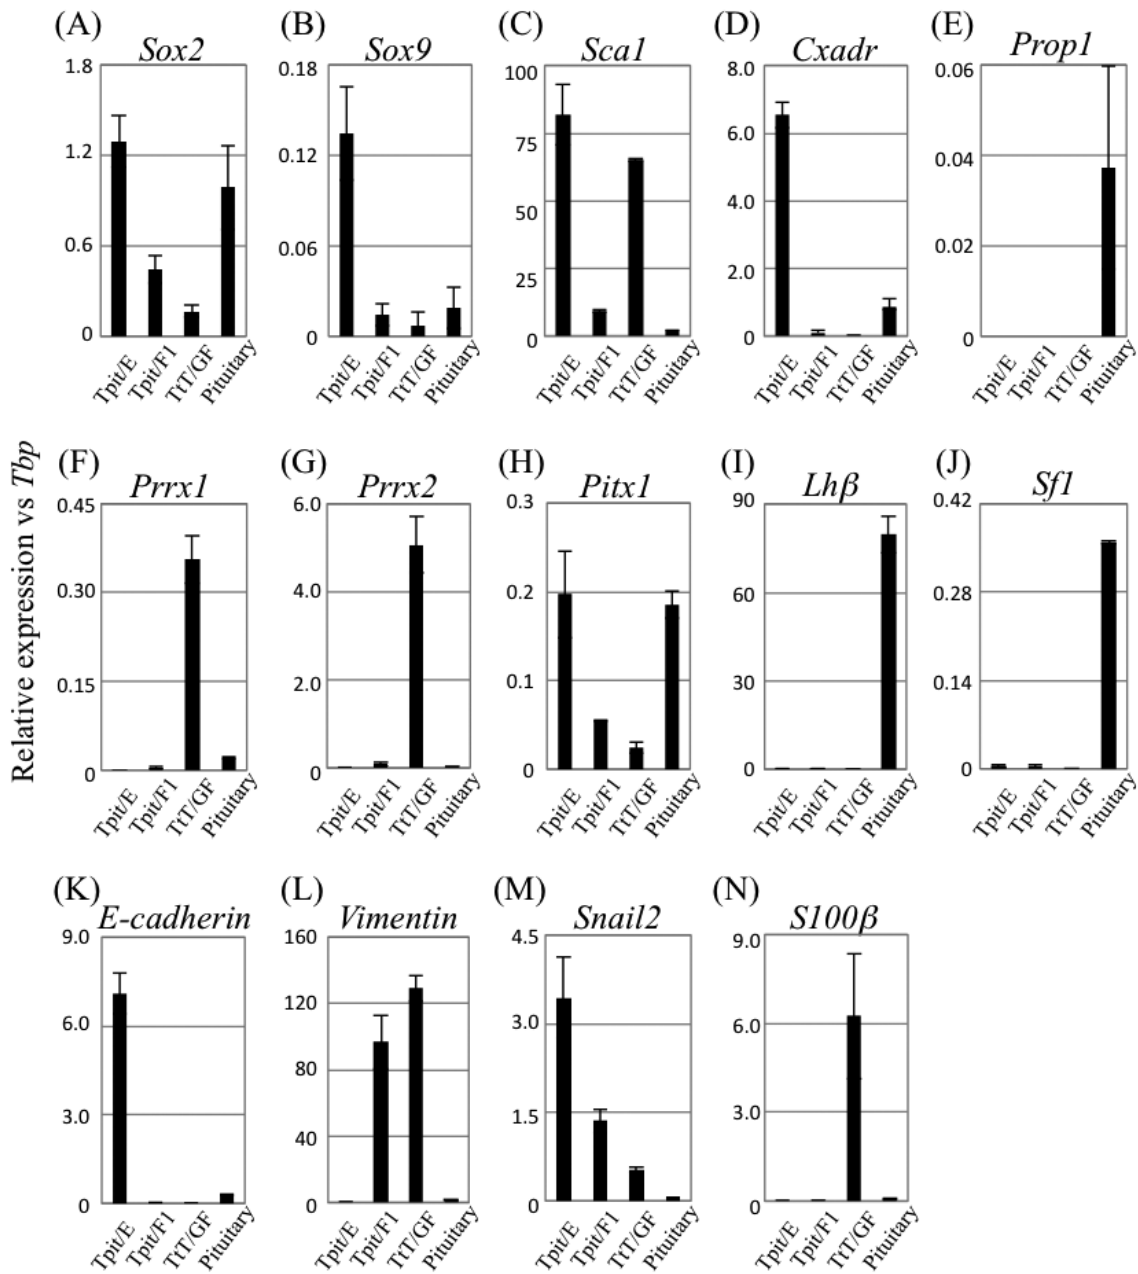 (A) (B) (C) (D) (E)
Sox2 Sox9 Sca1 Cxadr Prop1
1.8 0.18 100 8.0 0.06
1.2 0.12 75 6.0 0.04
0.6 0.06 50 4.0 0.02
0 0 25 2.0 0
0 0
Tpit/E Tpit/F1 TtT/GF Pituitary Tpit/E Tpit/F1 TtT/GF Pituitary Tpit/E Tpit/F1 TtT/GF Pituitary Tpit/E Tpit/F1 TtT/GF Pituitary Tpit/E Tpit/F1 TtT/GF Pituitary
Relative expression vs Tbp
(F) (G) (H) (I) (J)
Prrx1 Prrx2 Pitx1 Lhβ Sf1
0.45 6.0 0.3 90 0.42
0.30 4.0 0.2 60 0.28
0.15 2.0 0.1 30 0.14
0 0 0 0 0
Tpit/E Tpit/F1 TtT/GF Pituitary Tpit/E Tpit/F1 TtT/GF Pituitary Tpit/E Tpit/F1 TtT/GF Pituitary Tpit/E Tpit/F1 TtT/GF Pituitary Tpit/E Tpit/F1 TtT/GF Pituitary
(K) (L) (M) (N)
E-cadherin Vimentin Snail2 S100β
9.0 160 4.5 9.0
6.0 120 3.0 6.0
3.0 80 1.5 3.0
0 40 0 0
0
Tpit/E Tpit/F1 TtT/GF Pituitary Tpit/E Tpit/F1 TtT/GF Pituitary Tpit/E Tpit/F1 TtT/GF Pituitary Tpit/E Tpit/F1 TtT/GF Pituitary